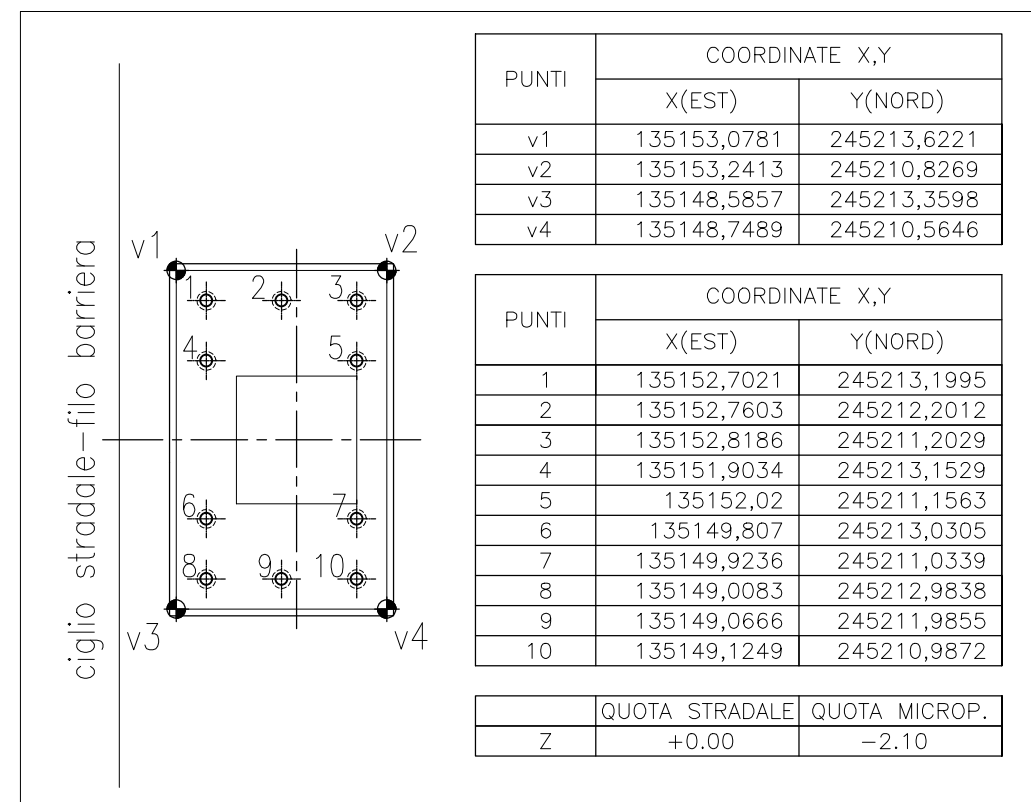 ciglio stradale-filo barriera
v1
v2
1
2
3
4
5
6
7
8
9
10
v3
v4
PUNTI COORDINATE X,Y
X(EST) Y(NORD)
v1 135153,0781 245213,6221
v2 135153,2413 245210,8269
v3 135148,5857 245213,3598
v4 135148,7489 245210,5646
PUNTI COORDINATE X,Y
X(EST) Y(NORD)
1 135152,7021 245213,1995
2 135152,7603 245212,2012
3 135152,8186 245211,2029
4 135151,9034 245213,1529
5 135152,02 245211,1563
6 135149,807 245213,0305
7 135149,9236 245211,0339
8 135149,0083 245212,9838
9 135149,0666 245211,9855
10 135149,1249 245210,9872
QUOTA STRADALE QUOTA MICROP.
Z +0.00 -2.10